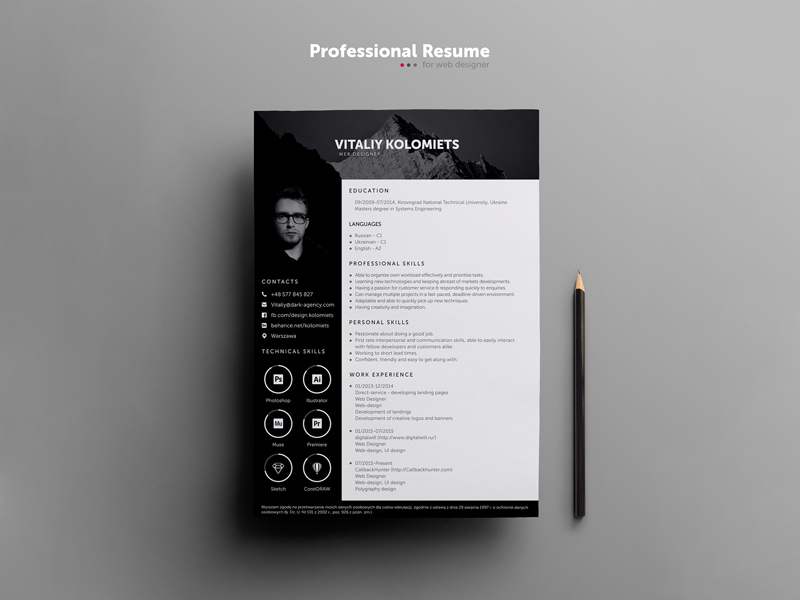 Professional Resume
for web designer
VITALIY KOLOMIETS
WEB DESIGNER
EDUCATION
09/2009-07/2014, Kirovograd National Technical University, Ukraine
Masters degree in Systems Engineering
LANGUAGES
Russian - C1
Ukrainian - C2
English - A2
PROFESSIONAL SKILLS
Able to organise own workload effectively and prioritise tasks.
Learning new technologies and keeping abreast of markets developments.
Having a passion for customer service & responding quickly to enquiries.
Can manage multiple projects in a fast-paced, deadline-driven environment.
Adaptable and able to quickly pick up new techniques.
Having creativity and imagination.
PERSONAL SKILLS
Passionate about doing a good job.
First rate interpersonal and communication skills, able to easily interact
with fellow developers and customers alike.
Working to short lead times.
Confident, friendly and easy to get along with.
WORK EXPERIENCE
01/2013-12/2014
Direct-service - developing landing pages
Web Designer
Web-design
Development of landings
Development of creative logos and banners
01/2015-07/2015
digitalwill (http://www.digitalwill.ru/)
Web Designer
Web-design, UI design
07/2015-Present
CallbackHunter (http://Callbackhunter.com)
Web Designer
Web-design, UI design
Polygraphy design
CONTACTS
+48 577 845 827
Vitaliy@dark-agency.com
fb.com/design.kolomiets
behance.net/kolomiets
Warszawa
TECHNICAL SKILLS
Ps
Ai
Photoshop
Illustrator
Mu
Pr
Muse
Premiere
Sketch
CorelDRAW
Wyrażam zgodę na przetwarzanie moich danych osobowych dla celów rekrutacji, zgodnie z ustawą z dnia 29 sierpnia 1997 r. o ochronie danych
osobowych (tj. Dz. U. Nr 101 z 2002 r., poz. 926 z późn. zm.)